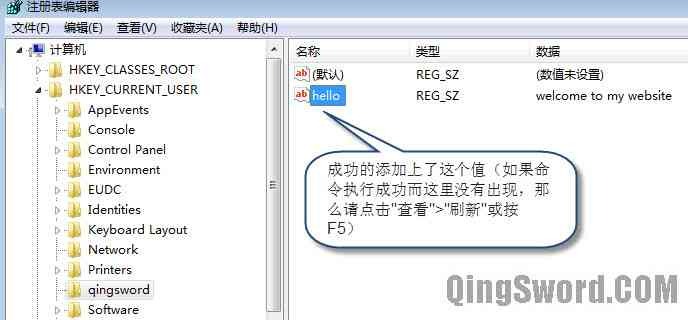 注册表编辑器
文件(F) 编辑(E) 查看(V) 收藏夹(A) 帮助(H)
计算机
HKEY_CLASSES_ROOT
HKEY_CURRENT_USER
AppEvents
Console
Control Panel
Environment
EUDC
Identities
Keyboard Layout
Network
Printers
qingsword
Software
名称 类型 数据
ab (默认) REG_SZ (数值未设置)
ab hello REG_SZ welcome to my website
成功的添加上了这个值（如果命
令执行成功而这里没有出现，那
么请点击"查看">"刷新"或按
F5）
QingSword.COM